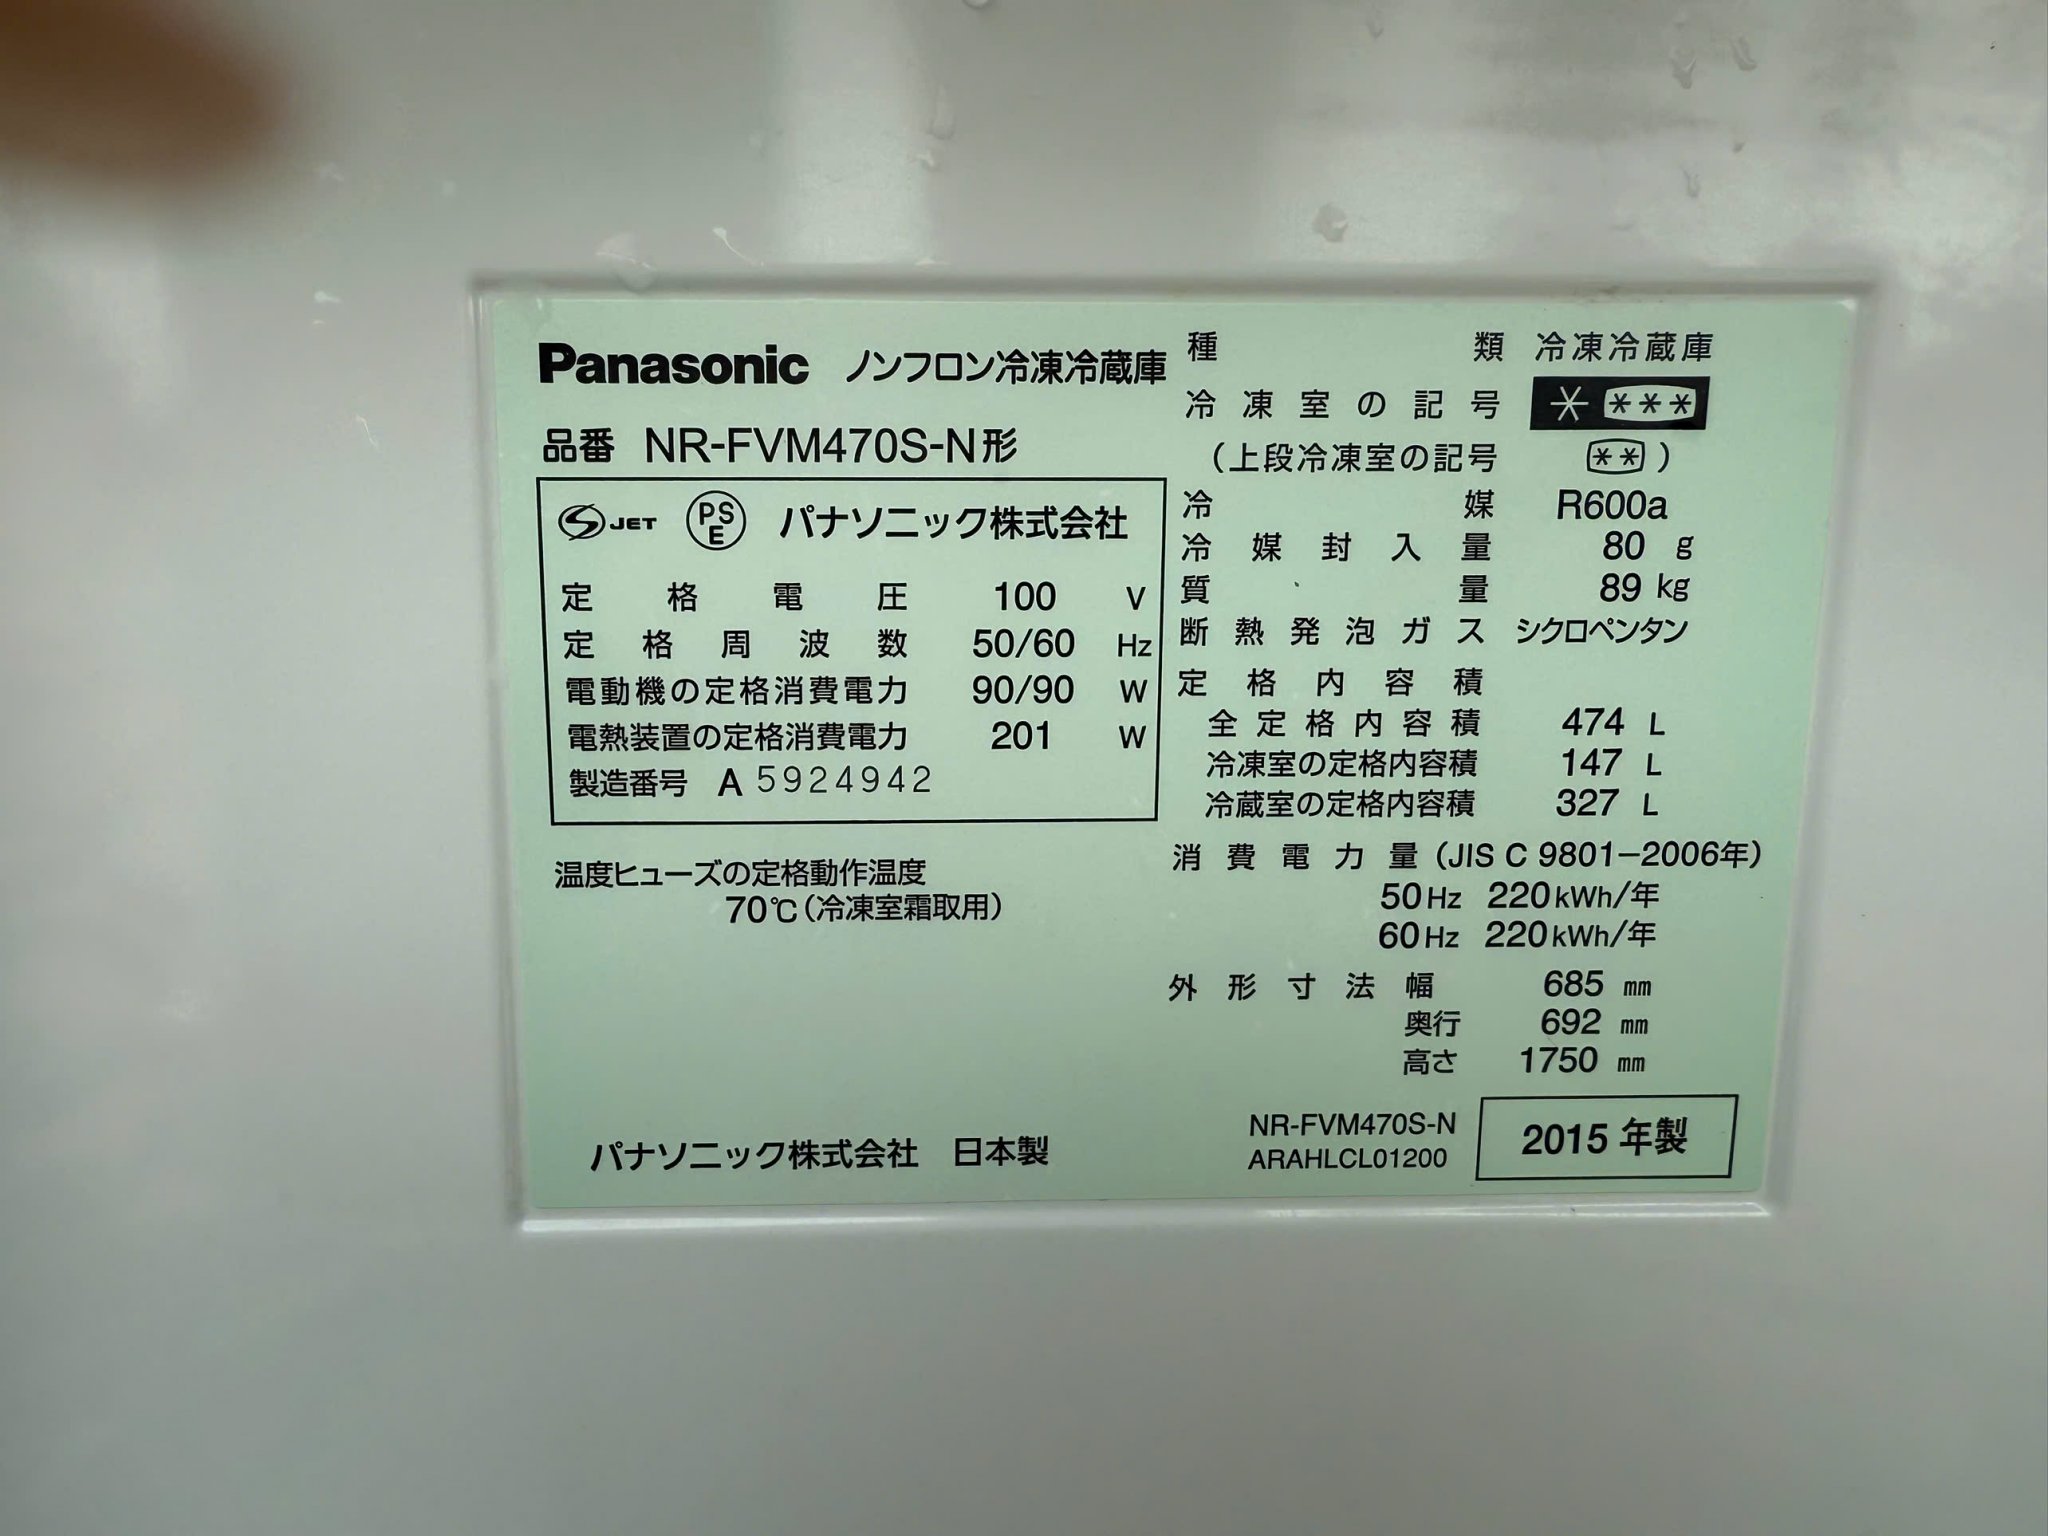 Panasonic ノンフロン冷凍冷蔵庫
品番 NR-FVM470S-N形
JET PSE パナソニック株式会社
定格電圧 100 V
定格周波数 50/60 Hz
電動機の定格消費電力 90/90 W
電熱装置の定格消費電力 201 W
製造番号 A 5924942
温度ヒューズの定格動作温度
70℃(冷凍室霜取用)
パナソニック株式会社 日本製
種類 冷凍冷蔵庫
冷凍室の記号 * ***
(上段冷凍室の記号 **)
冷媒 R600a
冷媒封入量 80 g
質量 89 kg
断熱発泡ガス シクロペンタン
定格内容積
全定格内容積 474 L
冷凍室の定格内容積 147 L
冷蔵室の定格内容積 327 L
消費電力量(JIS C 9801-2006年)
50Hz 220kWh/年
60Hz 220kWh/年
外形寸法幅 685 mm
奥行 692 mm
高さ 1750 mm
NR-FVM470S-N
ARAHLCL01200
2015年製